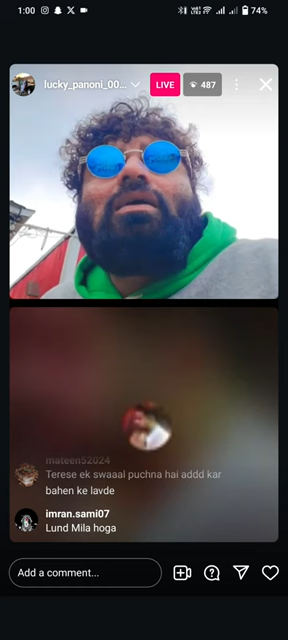 1:00
74%
lucky_panoni_00...
LIVE
487
mateen52024
Terese ek swaaal puchna hai addd kar
bahen ke lavde
imran.sami07
Lund Mila hoga
Add a comment...